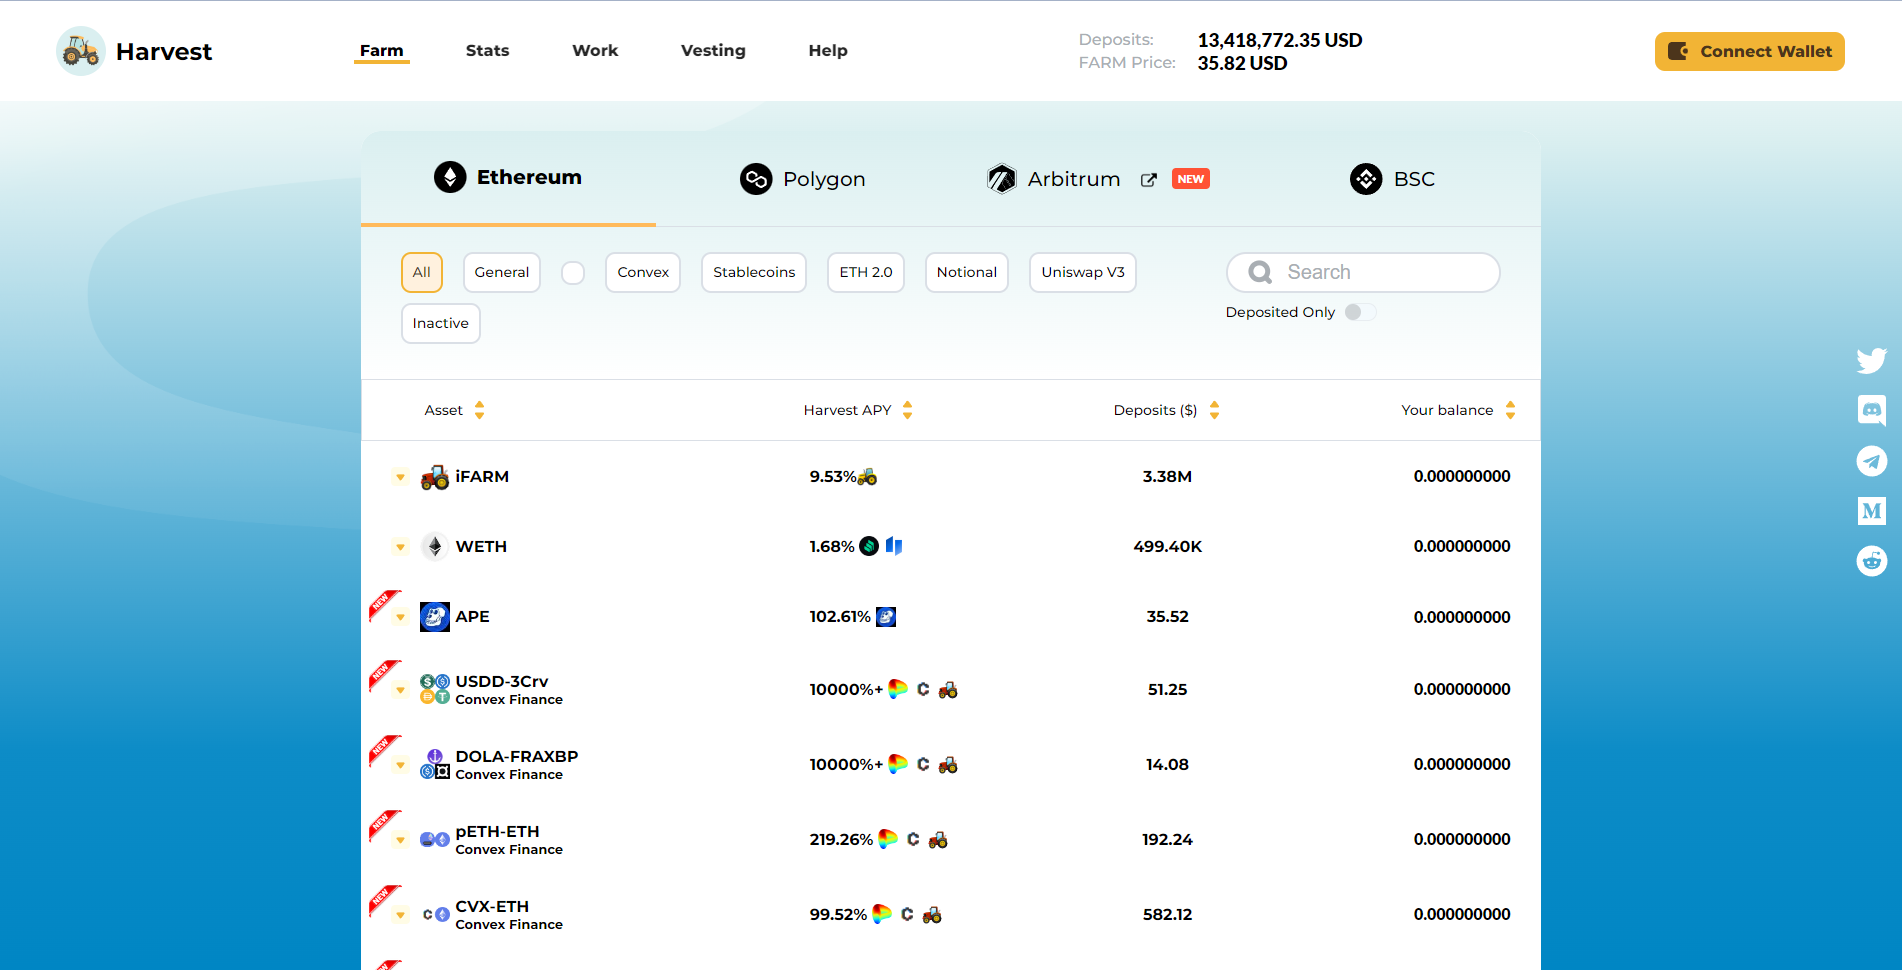 Harvest
Farm Stats Work Vesting Help
Deposits: 13,418,772.35 USD
FARM Price: 35.82 USD
Connect Wallet
Ethereum Polygon Arbitrum NEW BSC
All General Convex Stablecoins ETH 2.0 Notional Uniswap V3 Search
Inactive Deposited Only
Asset Harvest APY Deposits ($) Your balance
iFARM 9.53% 3.38M 0.000000000
WETH 1.68% 499.40K 0.000000000
NEW
APE 102.61% 35.52 0.000000000
NEW
USDD-3Crv
Convex Finance
10000%+ 51.25 0.000000000
NEW
DOLA-FRAXBP
Convex Finance
10000%+ 14.08 0.000000000
NEW
pETH-ETH
Convex Finance
219.26% 192.24 0.000000000
NEW
CVX-ETH
Convex Finance
99.52% 582.12 0.000000000